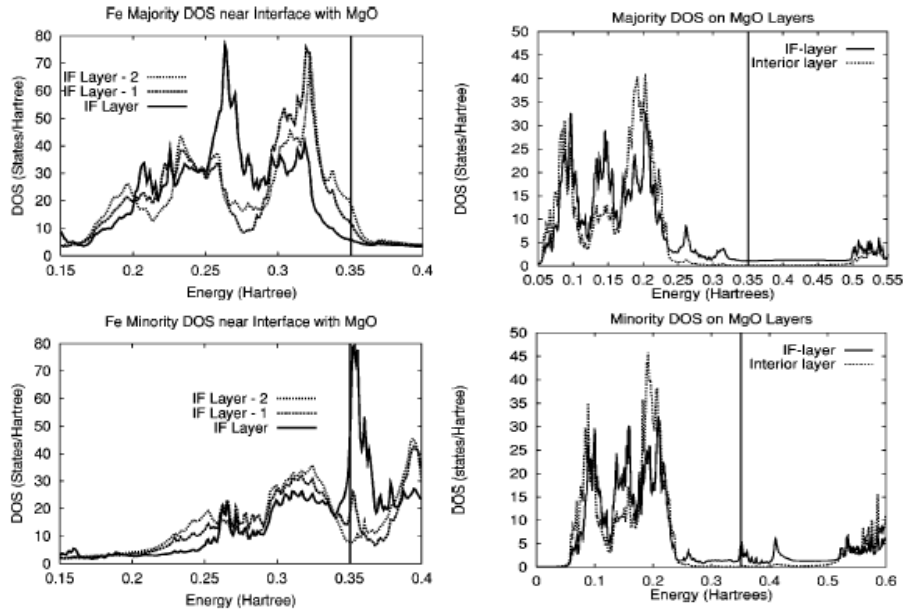 Fe Majority DOS near Interface with MgO
80
70
60
50
40
30
20
10
0
DOS (States/Hartree)
IF Layer - 2
IF Layer - 1
IF Layer
0.15 0.2 0.25 0.3 0.35 0.4
Energy (Hartree)
Majority DOS on MgO Layers
50
45
40
35
30
25
20
15
10
5
0
DOS (States/Hartree)
IF-layer
Interior layer
0.05 0.1 0.15 0.2 0.25 0.3 0.35 0.4 0.45 0.5 0.55
Energy (Hartrees)
Fe Minority DOS near Interface with MgO
80
70
60
50
40
30
20
10
0
DOS (States/Hartree)
IF Layer - 2
IF Layer - 1
IF Layer
0.15 0.2 0.25 0.3 0.35 0.4
Energy (Hartree)
Minority DOS on MgO Layers
50
45
40
35
30
25
20
15
10
5
0
DOS (states/Hartree)
IF-layer
Interior layer
0 0.1 0.2 0.3 0.4 0.5 0.6
Energy (Hartrees)